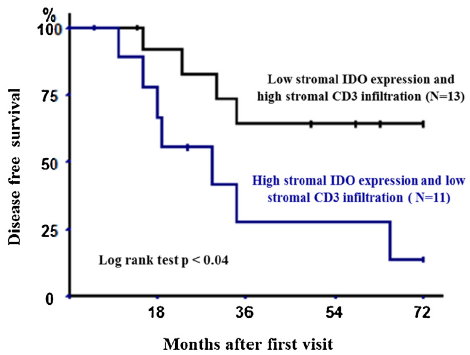 %
100
75
50
25
0
Disease free survival
Low stromal IDO expression and
high stromal CD3 infiltration (N=13)
High stromal IDO expression and low
stromal CD3 infiltration ( N=11)
Log rank test p < 0.04
18
36
54
72
Months after first visit